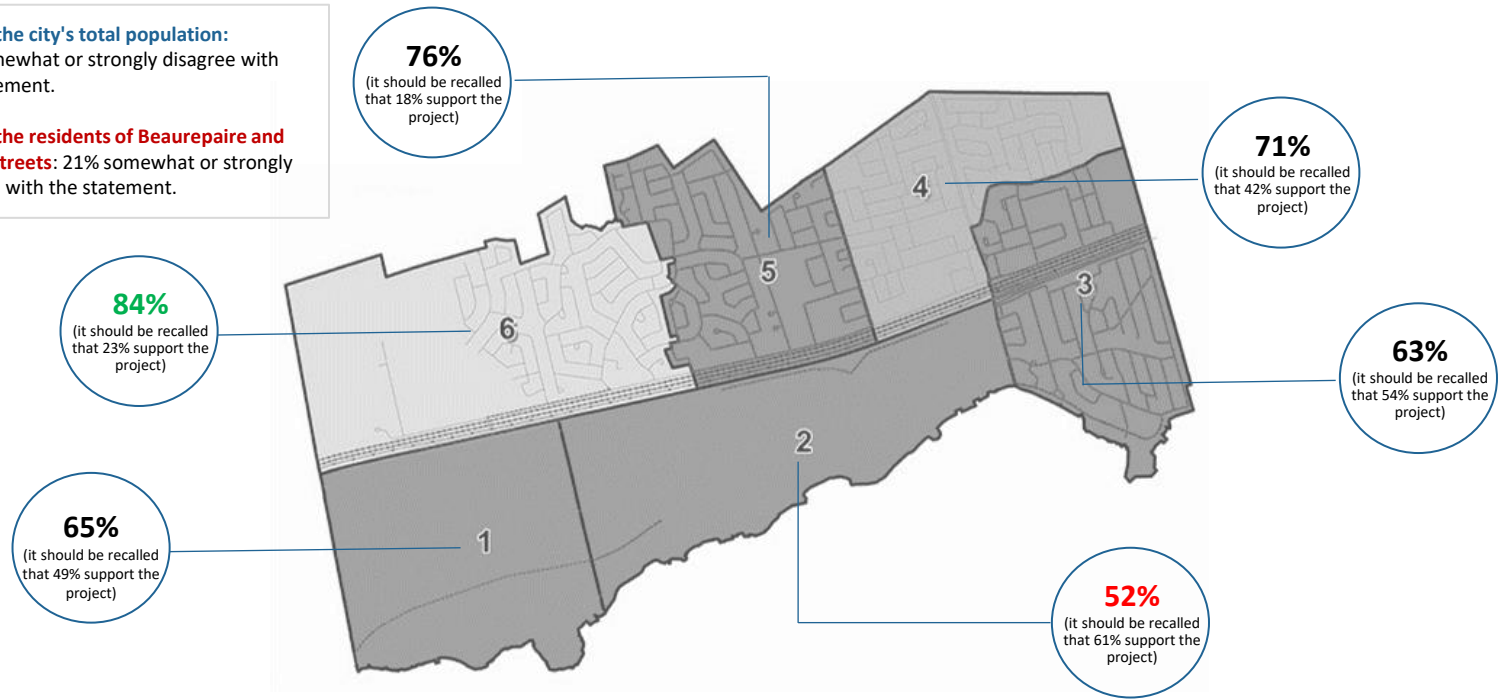 the city's total population:
mewhat or strongly disagree with
ement.
the residents of Beaurepaire and
treets: 21% somewhat or strongly
with the statement.
76%
(it should be recalled
that 18% support the
project)
71%
(it should be recalled
that 42% support the
project)
84%
(it should be recalled
that 23% support the
project)
63%
(it should be recalled
that 54% support the
project)
65%
(it should be recalled
that 49% support the
project)
52%
(it should be recalled
that 61% support the
project)
4
5
3
6
2
1